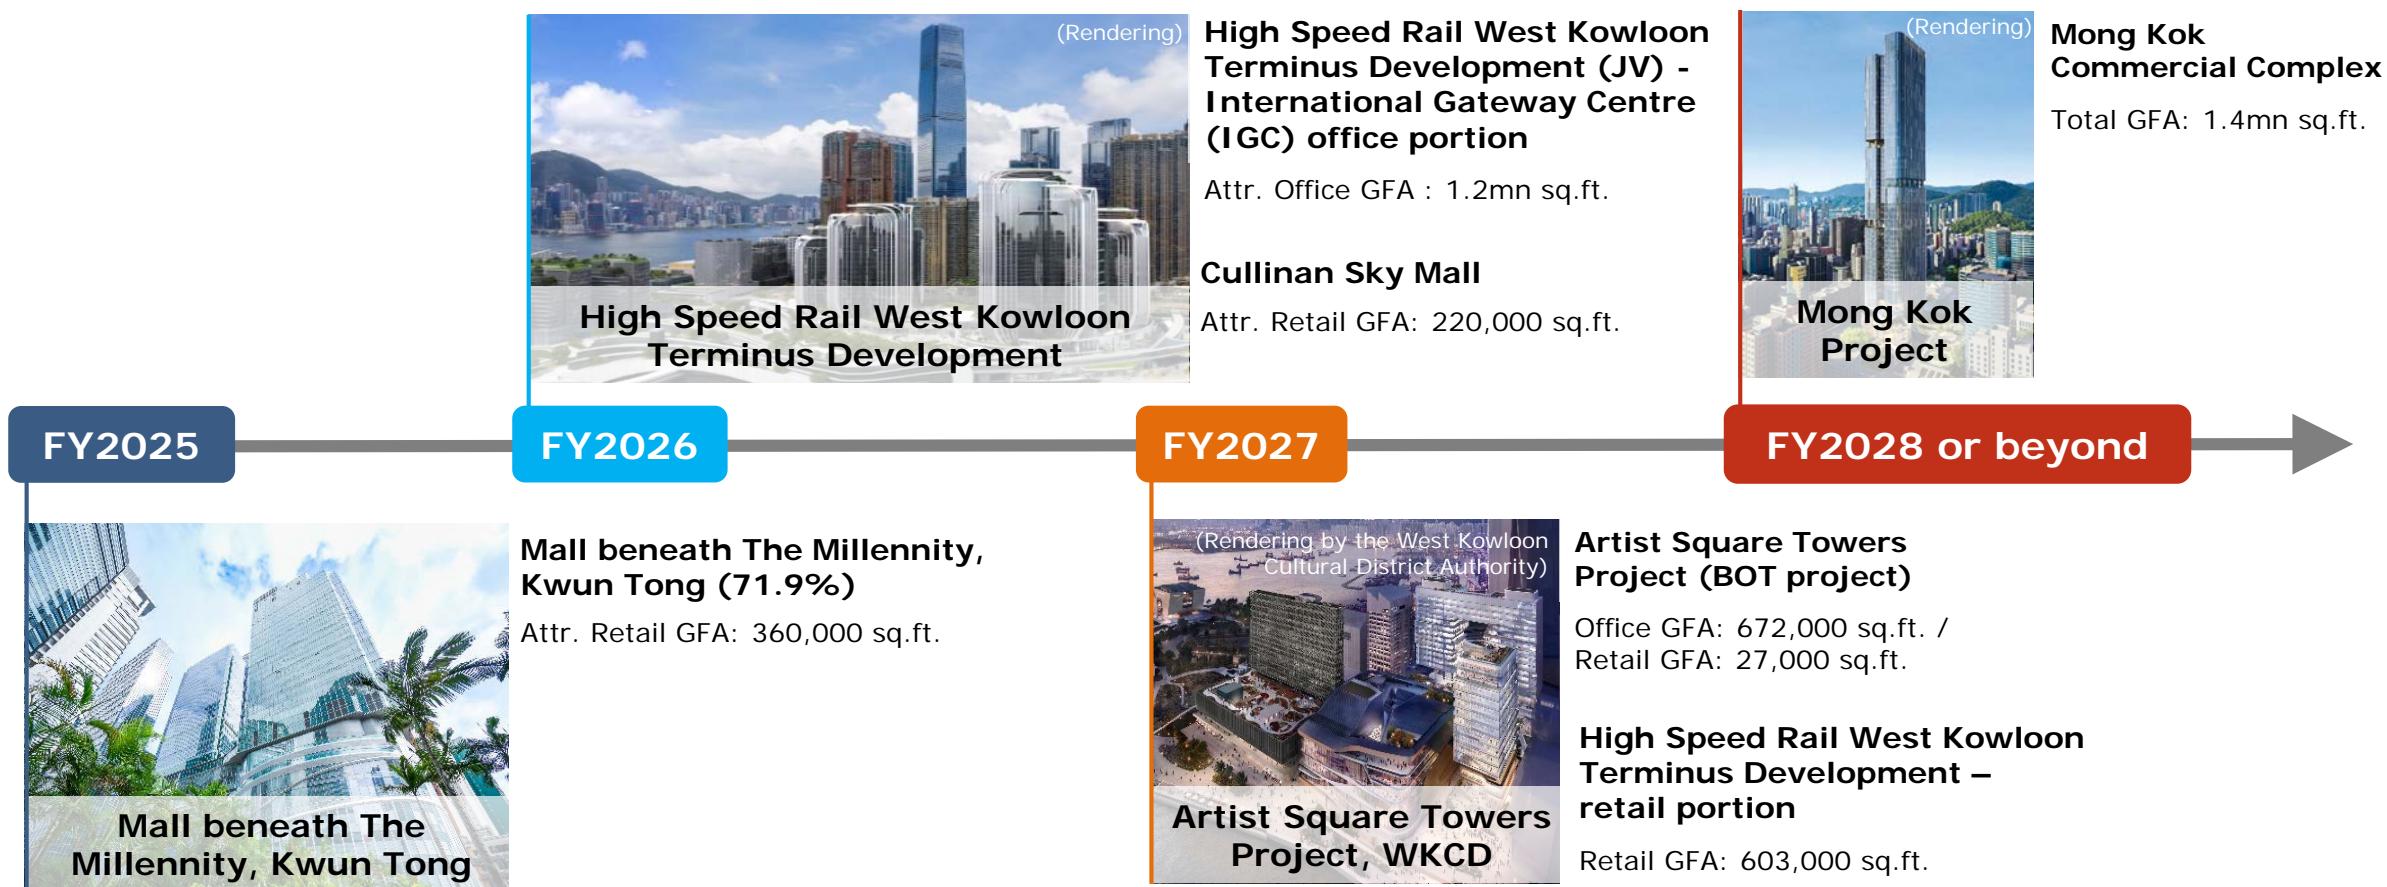 (Rendering)
High Speed Rail West Kowloon
Terminus Development
High Speed Rail West Kowloon
Terminus Development (JV) -
International Gateway Centre
(IGC) office portion
Attr. Office GFA : 1.2mn sq.ft.
Cullinan Sky Mall
Attr. Retail GFA: 220,000 sq.ft.
(Rendering)
Mong Kok
Project
Mong Kok
Commercial Complex
Total GFA: 1.4mn sq.ft.
FY2025
FY2026
FY2027
FY2028 or beyond
Mall beneath The
Millennity, Kwun Tong
Mall beneath The Millennity,
Kwun Tong (71.9%)
Attr. Retail GFA: 360,000 sq.ft.
(Rendering by the West Kowloon
Cultural District Authority)
Artist Square Towers
Project, WKCD
Artist Square Towers
Project (BOT project)
Office GFA: 672,000 sq.ft. /
Retail GFA: 27,000 sq.ft.
High Speed Rail West Kowloon
Terminus Development –
retail portion
Retail GFA: 603,000 sq.ft.